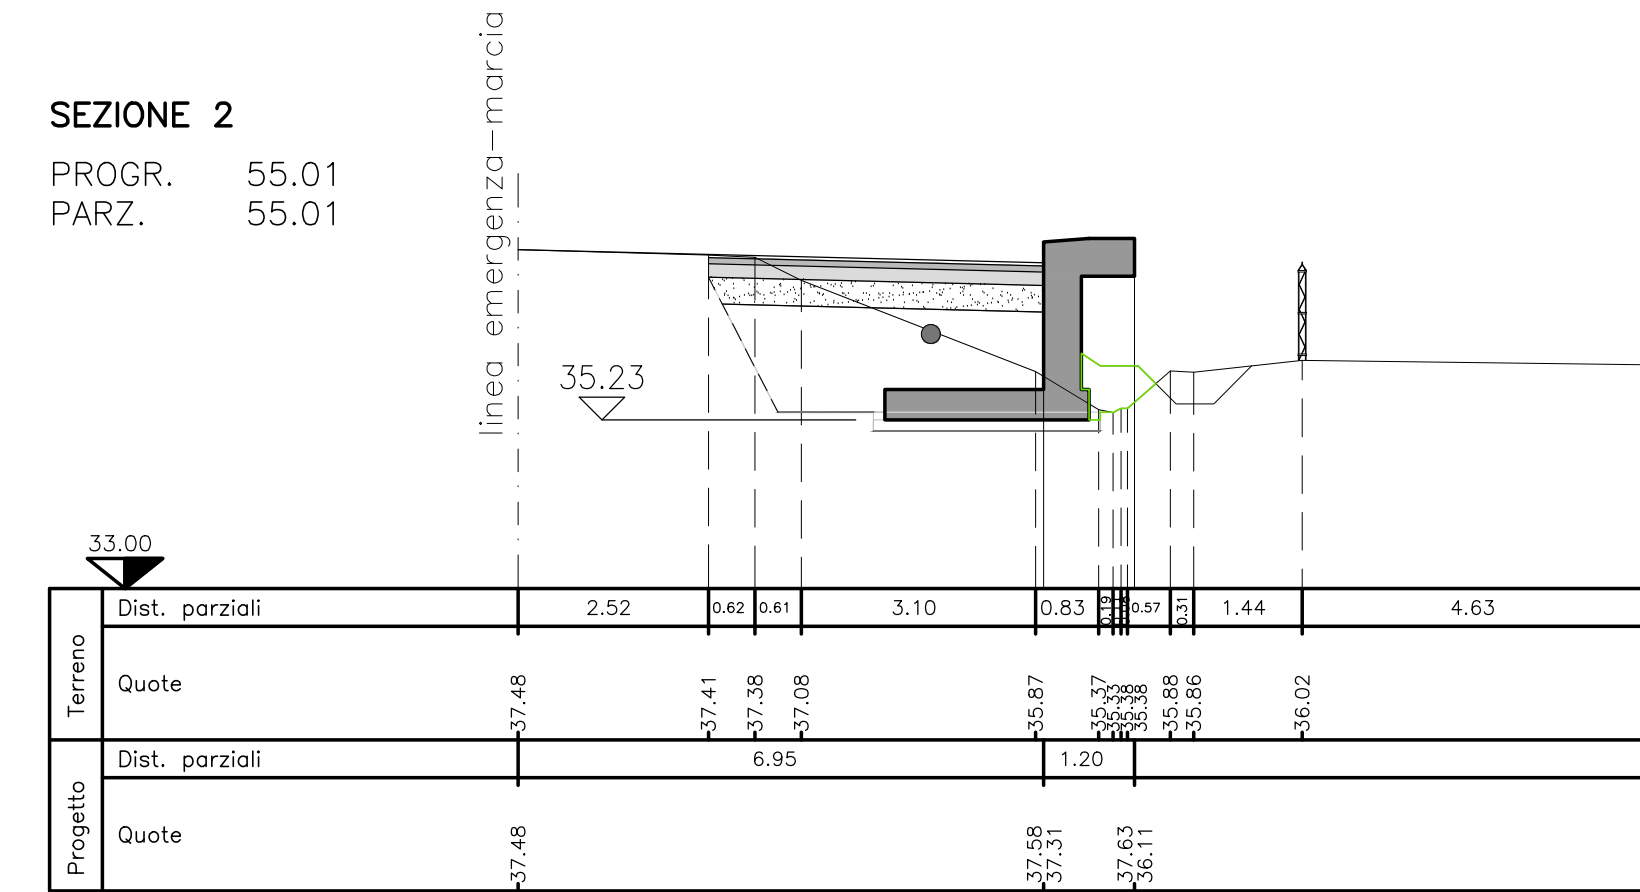 linea emergenza-marcia
SEZIONE 2
PROGR. 55.01
PARZ. 55.01
35.23
33.00
Terreno
Dist. parziali 2.52 0.62 0.61 3.10 0.83 0.19 0.57 0.31 1.44 4.63
Quote 37.48 37.41 37.38 37.08 35.87 35.37 35.33 35.38 35.38 35.88 35.86 36.02
Progetto
Dist. parziali 6.95 1.20
Quote 37.48 37.58 37.31 37.63 36.11